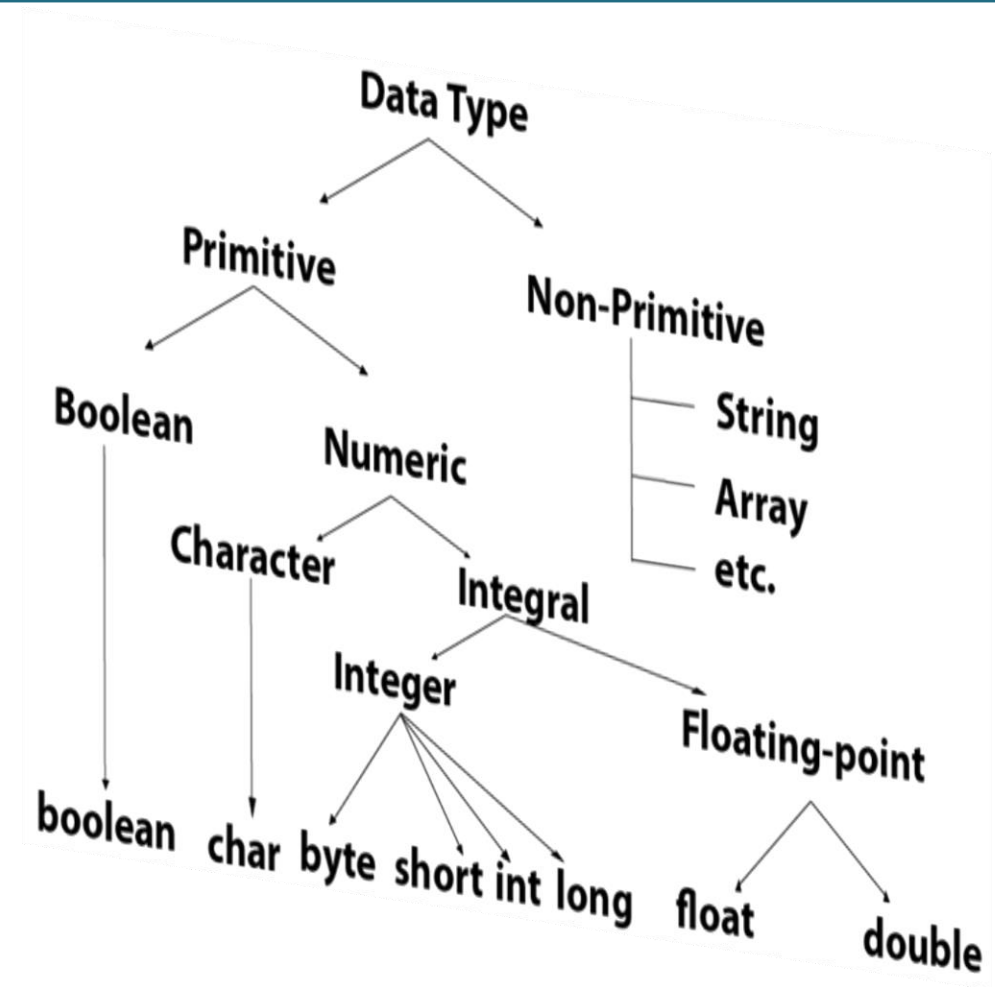 Data Type
Primitive
Non-Primitive
Boolean
Numeric
String
Array
etc.
Character
Integral
Integer
Floating-point
boolean char byte short int long float double